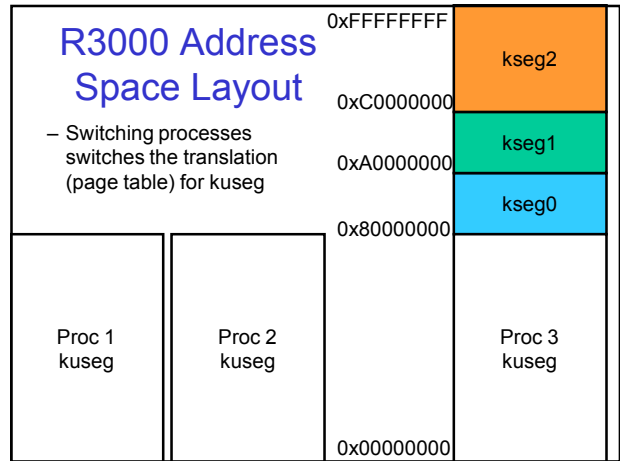 R3000 Address
Space Layout
– Switching processes
switches the translation
(page table) for kuseg
0xFFFFFFFF
kseg2
0xC0000000
kseg1
0xA0000000
kseg0
0x80000000
Proc 1
kuseg
Proc 2
kuseg
Proc 3
kuseg
0x00000000